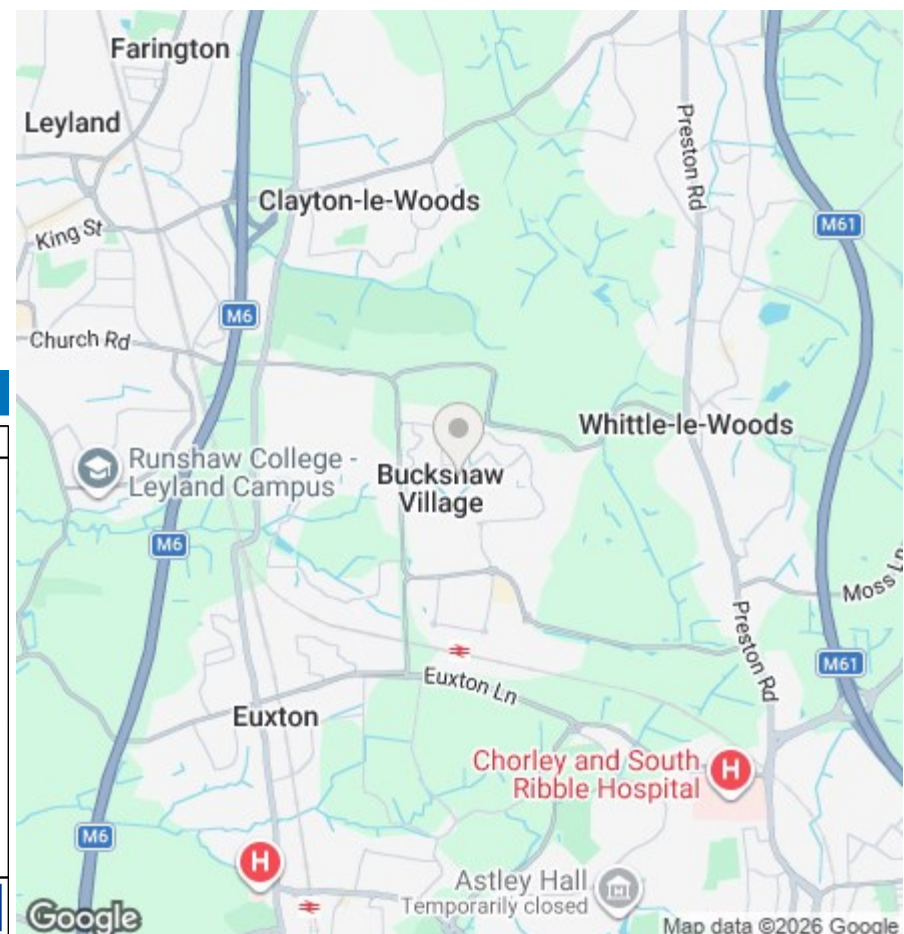 Farington
Leyland
Clayton-le-Woods
King St
Preston Rd
M61
M6
Church Rd
Whittle-le-Woods
Runshaw College -
Leyland Campus
Buckshaw
Village
M6
Moss Ln
Preston Rd
M61
Euxton Ln
Euxton
Chorley and South
Ribble Hospital
H
M6
H
Astley Hall
Temporarily closed
Google
Map data ©2026 Google